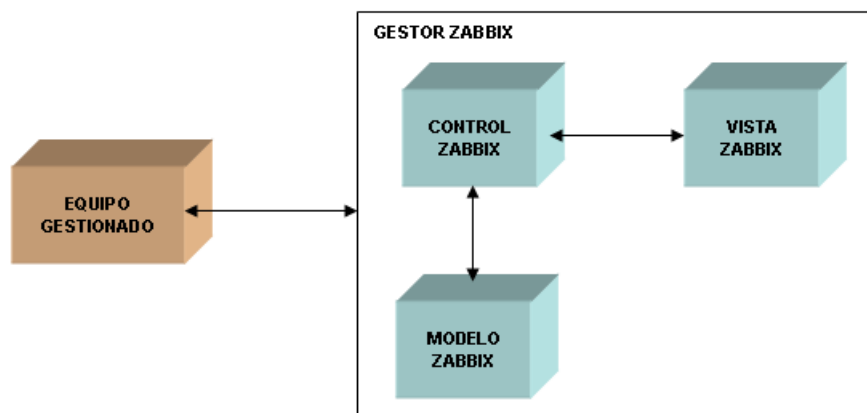 GESTOR ZABBIX
CONTROL
ZABBIX
VISTA
ZABBIX
EQUIPO
GESTIONADO
MODELO
ZABBIX